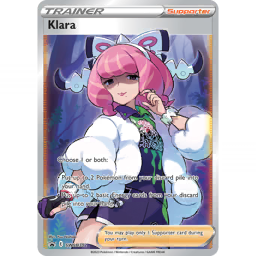 TRAINER
Supporter
Klara
Choose 1 or both:
Put up to 2 Pokémon from your discard pile into
your hand.
Put up to 2 basic Energy cards from your discard
pile into your hand.
You may play only 1 Supporter card during
your turn.